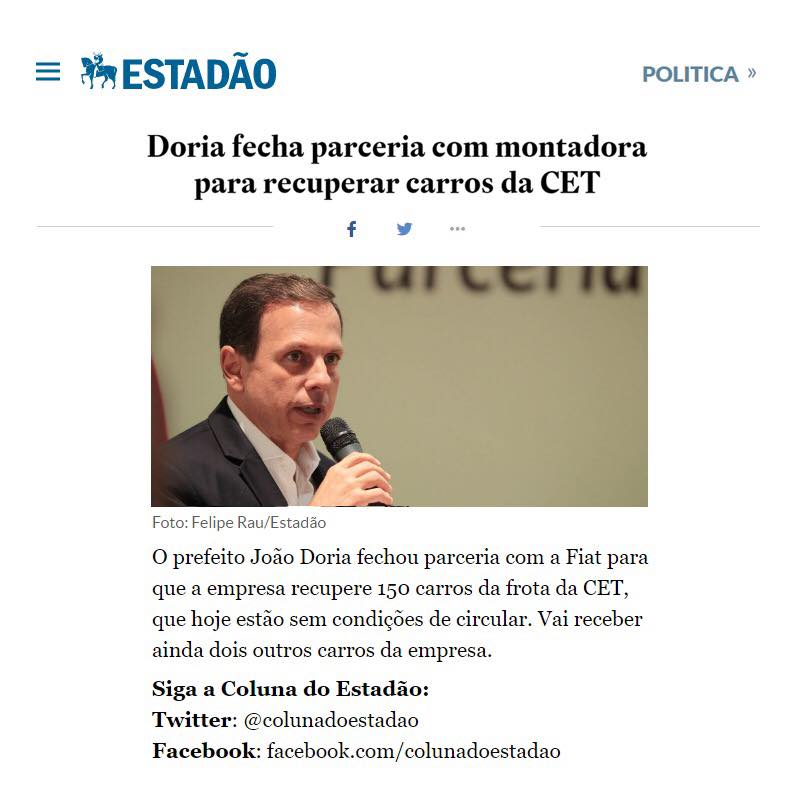 ESTADÃO
POLITICA »
Doria fecha parceria com montadora
para recuperar carros da CET
Parceria
Foto: Felipe Rau/Estadão
O prefeito João Doria fechou parceria com a Fiat para
que a empresa recupere 150 carros da frota da CET,
que hoje estão sem condições de circular. Vai receber
ainda dois outros carros da empresa.
Siga a Coluna do Estadão:
Twitter: @colunadoestadao
Facebook: facebook.com/colunadoestadao